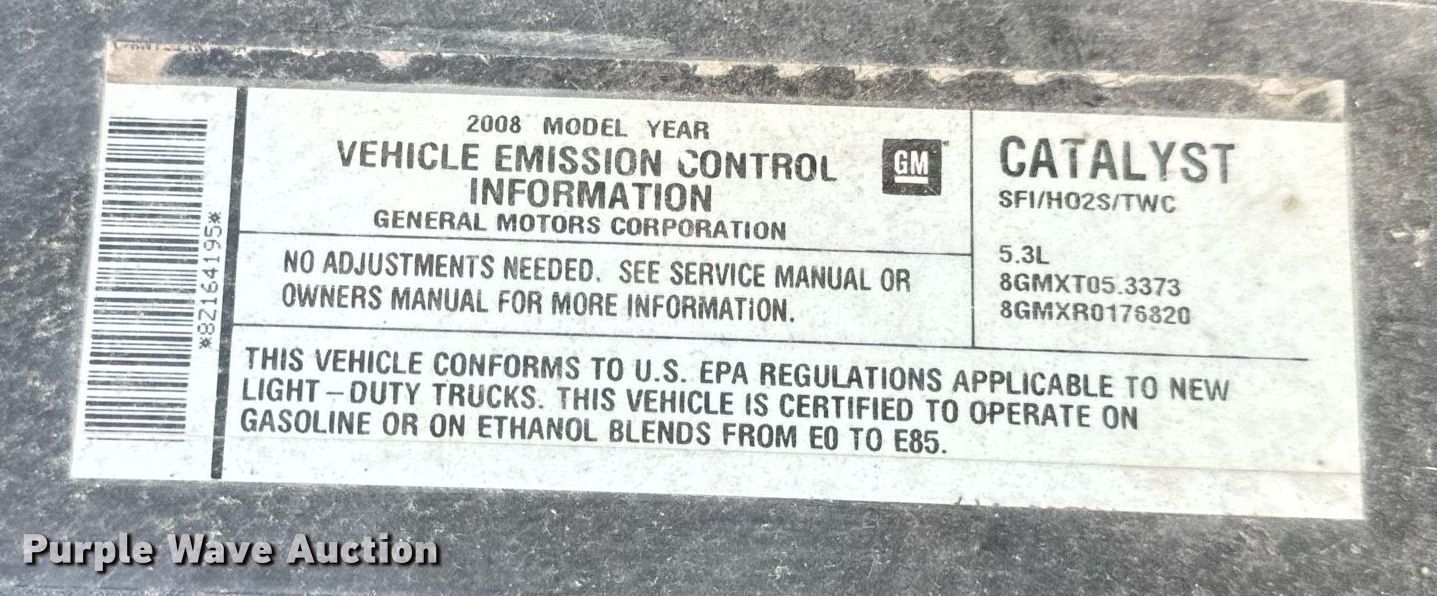 2008 MODEL YEAR
VEHICLE EMISSION CONTROL
INFORMATION
GENERAL MOTORS CORPORATION
GM
NO ADJUSTMENTS NEEDED. SEE SERVICE MANUAL OR
OWNERS MANUAL FOR MORE INFORMATION.
CATALYST
SFI/HO2S/TWC
5.3L
8GMXT05.3373
8GMXR0176820
THIS VEHICLE CONFORMS TO U.S. EPA REGULATIONS APPLICABLE TO NEW
LIGHT-DUTY TRUCKS. THIS VEHICLE IS CERTIFIED TO OPERATE ON
GASOLINE OR ON ETHANOL BLENDS FROM E0 TO E85.
*8Z164195*
Purple Wave Auction